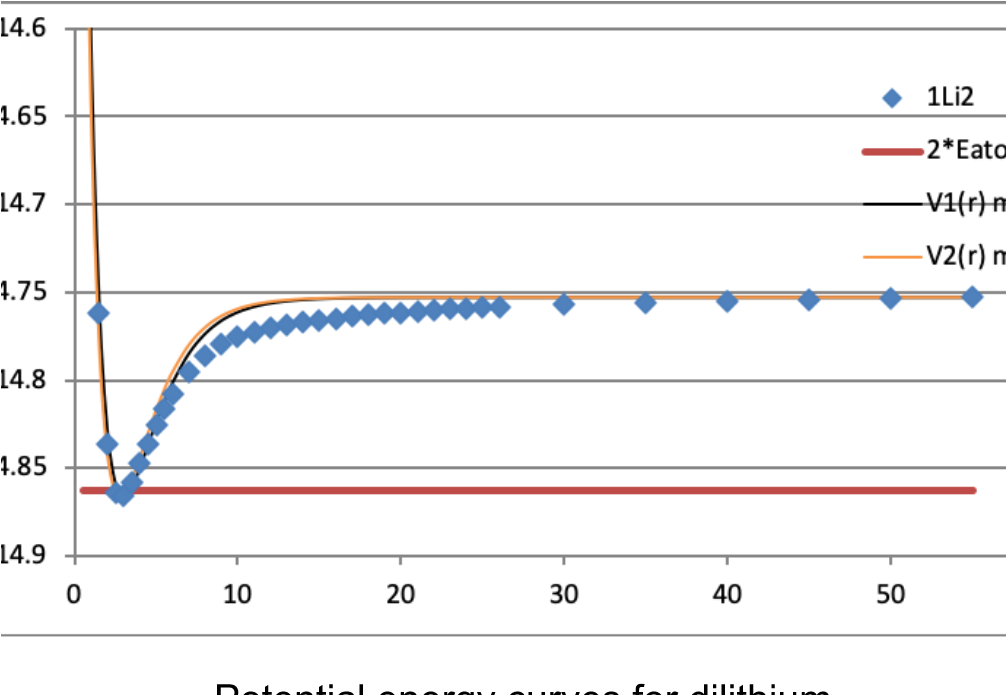 14.6
4.65
14.7
4.75
14.8
4.85
14.9
0 10 20 30 40 50
1Li2
2*Eato
V1(r) m
V2(r) m
Potential energy curves for dilithium